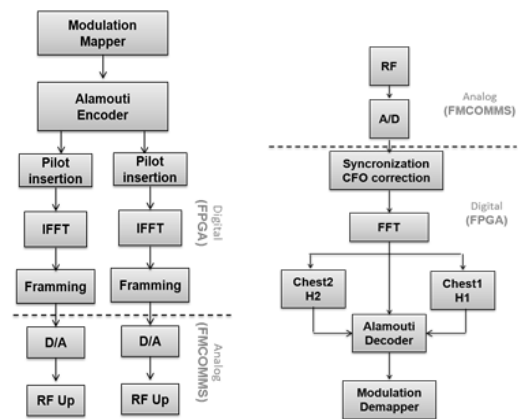 Modulation
Mapper
Alamouti
Encoder
Pilot
insertion
Pilot
insertion
IFFT
IFFT
Digital
(FPGA)
Framming
Framming
D/A
D/A
Analog
(FMCOMMS)
RF Up
RF Up
RF
Analog
(FMCOMMS)
A/D
Syncronization
CFO correction
Digital
(FPGA)
FFT
Chest2
H2
Chest1
H1
Alamouti
Decoder
Modulation
Demapper